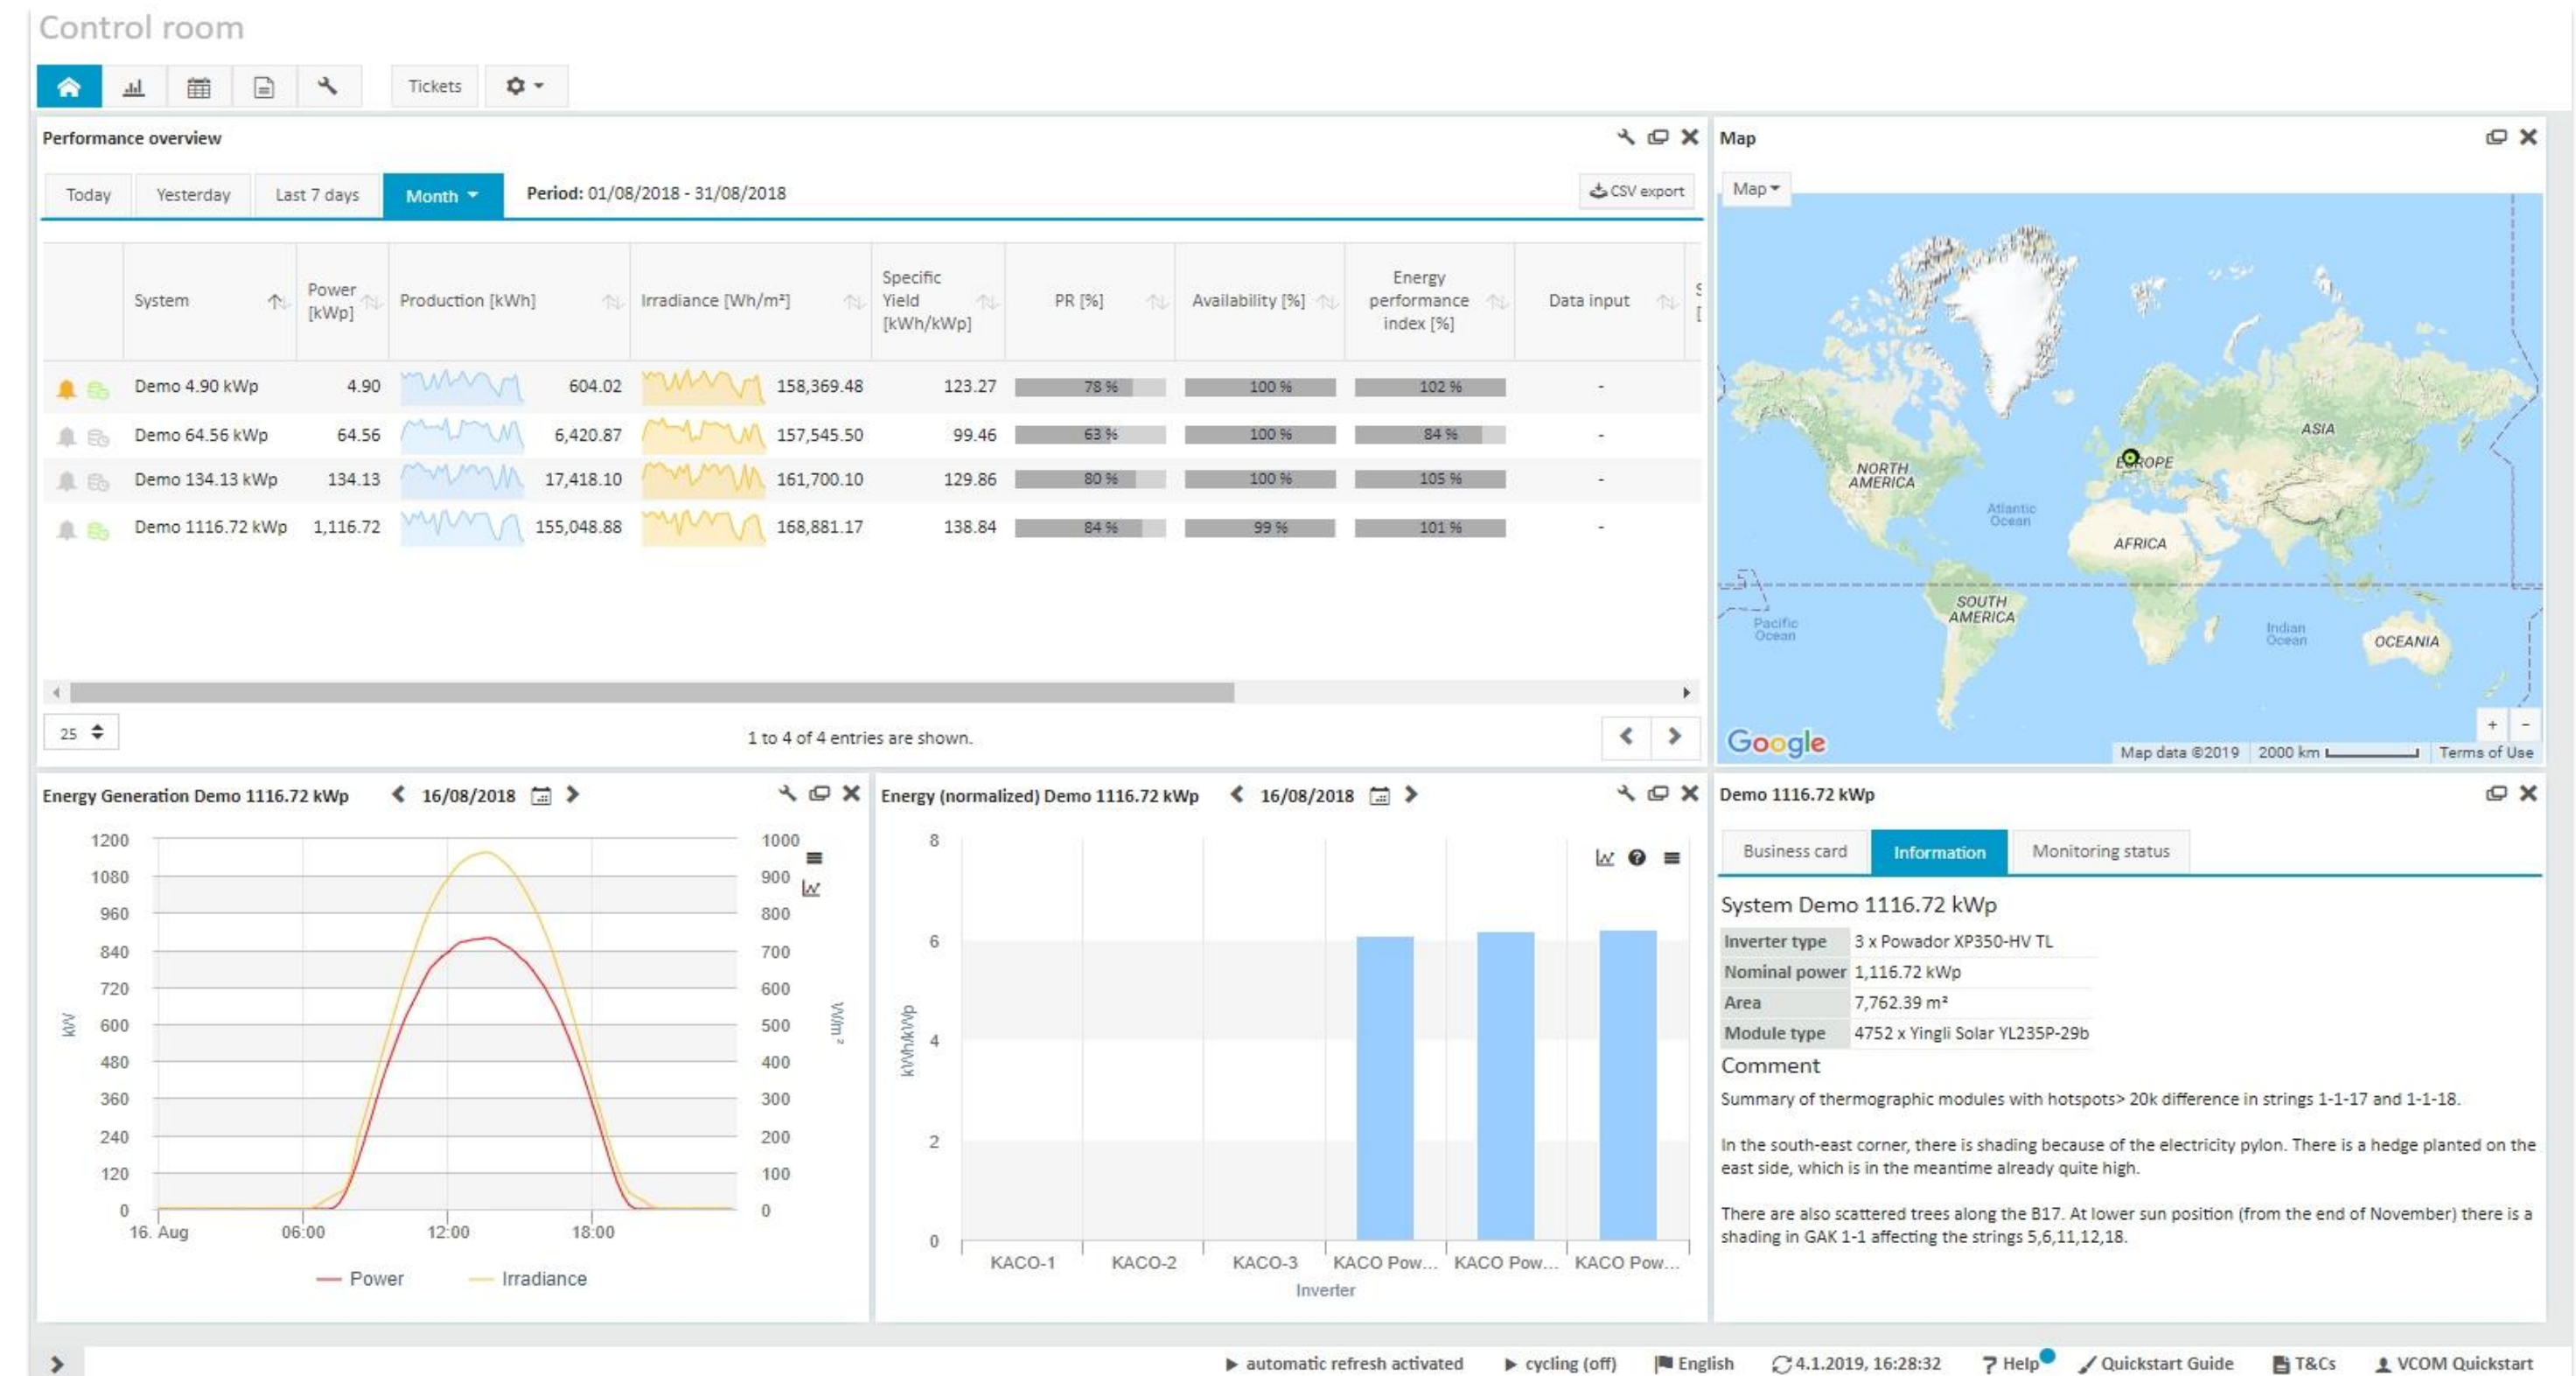 Control room
Tickets
Performance overview
Today Yesterday Last 7 days Month Period: 01/08/2018 - 31/08/2018 CSV export
System Power [kWp] Production [kWh] Irradiance [Wh/m²] Specific Yield [kWh/kWp] PR [%] Availability [%] Energy performance index [%] Data input
Demo 4.90 kWp 4.90 604.02 158,369.48 123.27 78 % 100 % 102 % -
Demo 64.56 kWp 64.56 6,420.87 157,545.50 99.46 63 % 100 % 84 % -
Demo 134.13 kWp 134.13 17,418.10 161,700.10 129.86 80 % 100 % 105 % -
Demo 1116.72 kWp 1,116.72 155,048.88 168,881.17 138.84 84 % 99 % 101 % -
25 1 to 4 of 4 entries are shown.
Map
Map
NORTH AMERICA
EUROPE
ASIA
Atlantic Ocean
AFRICA
SOUTH AMERICA
Pacific Ocean
Indian Ocean
OCEANIA
+ -
Google Map data ©2019 2000 km Terms of Use
Energy Generation Demo 1116.72 kWp 16/08/2018
1200 1000
1080 900
960 800
840 700
720 600
600 500
480 400
360 300
240 200
120 100
0 0
kW
W/m²
16. Aug 06:00 12:00 18:00
Power Irradiance
Energy (normalized) Demo 1116.72 kWp 16/08/2018
8
6
4
2
0
kWh/kWp
KACO-1 KACO-2 KACO-3 KACO Pow... KACO Pow... KACO Pow...
Inverter
Demo 1116.72 kWp
Business card Information Monitoring status
System Demo 1116.72 kWp
Inverter type 3 x Powador XP350-HV TL
Nominal power 1,116.72 kWp
Area 7,762.39 m²
Module type 4752 x Yingli Solar YL235P-29b
Comment
Summary of thermographic modules with hotspots> 20k difference in strings 1-1-17 and 1-1-18.
In the south-east corner, there is shading because of the electricity pylon. There is a hedge planted on the
east side, which is in the meantime already quite high.
There are also scattered trees along the B17. At lower sun position (from the end of November) there is a
shading in GAK 1-1 affecting the strings 5,6,11,12,18.
automatic refresh activated cycling (off) English 4.1.2019, 16:28:32 ? Help Quickstart Guide T&Cs VCOM Quickstart